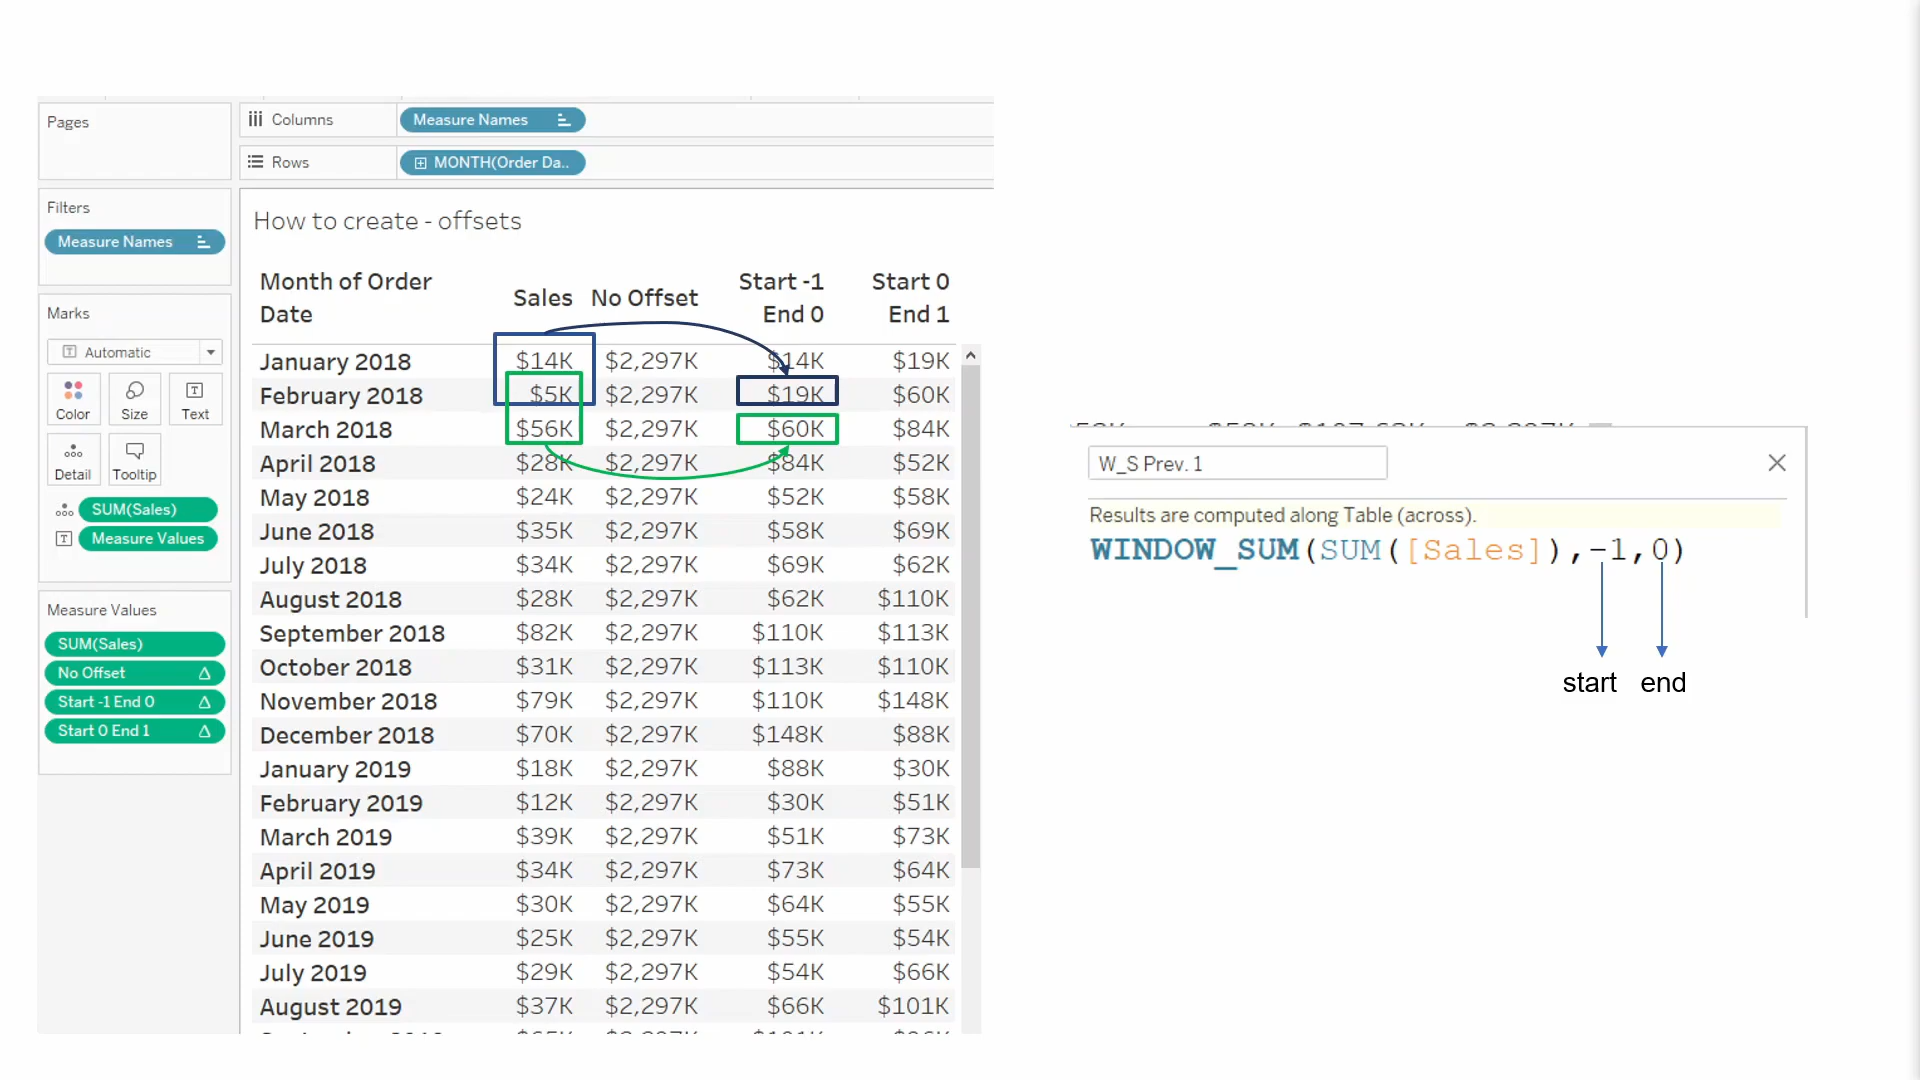 Pages
Columns
Measure Names
Rows
MONTH(Order Da..
Filters
Measure Names
Marks
Automatic
Color Size Text
Detail Tooltip
SUM(Sales)
Measure Values
Measure Values
SUM(Sales)
No Offset
Start -1 End 0
Start 0 End 1
How to create - offsets
Month of Order Date Sales No Offset Start -1 End 0 Start 0 End 1
January 2018 $14K $2,297K $14K $19K
February 2018 $5K $2,297K $19K $60K
March 2018 $56K $2,297K $60K $84K
April 2018 $28K $2,297K $84K $52K
May 2018 $24K $2,297K $52K $58K
June 2018 $35K $2,297K $58K $69K
July 2018 $34K $2,297K $69K $62K
August 2018 $28K $2,297K $62K $110K
September 2018 $82K $2,297K $110K $113K
October 2018 $31K $2,297K $113K $110K
November 2018 $79K $2,297K $110K $148K
December 2018 $70K $2,297K $148K $88K
January 2019 $18K $2,297K $88K $30K
February 2019 $12K $2,297K $30K $51K
March 2019 $39K $2,297K $51K $73K
April 2019 $34K $2,297K $73K $64K
May 2019 $30K $2,297K $64K $55K
June 2019 $25K $2,297K $55K $54K
July 2019 $29K $2,297K $54K $66K
August 2019 $37K $2,297K $66K $101K
W_S Prev. 1
Results are computed along Table (across).
WINDOW_SUM(SUM([Sales]),-1,0)
start end